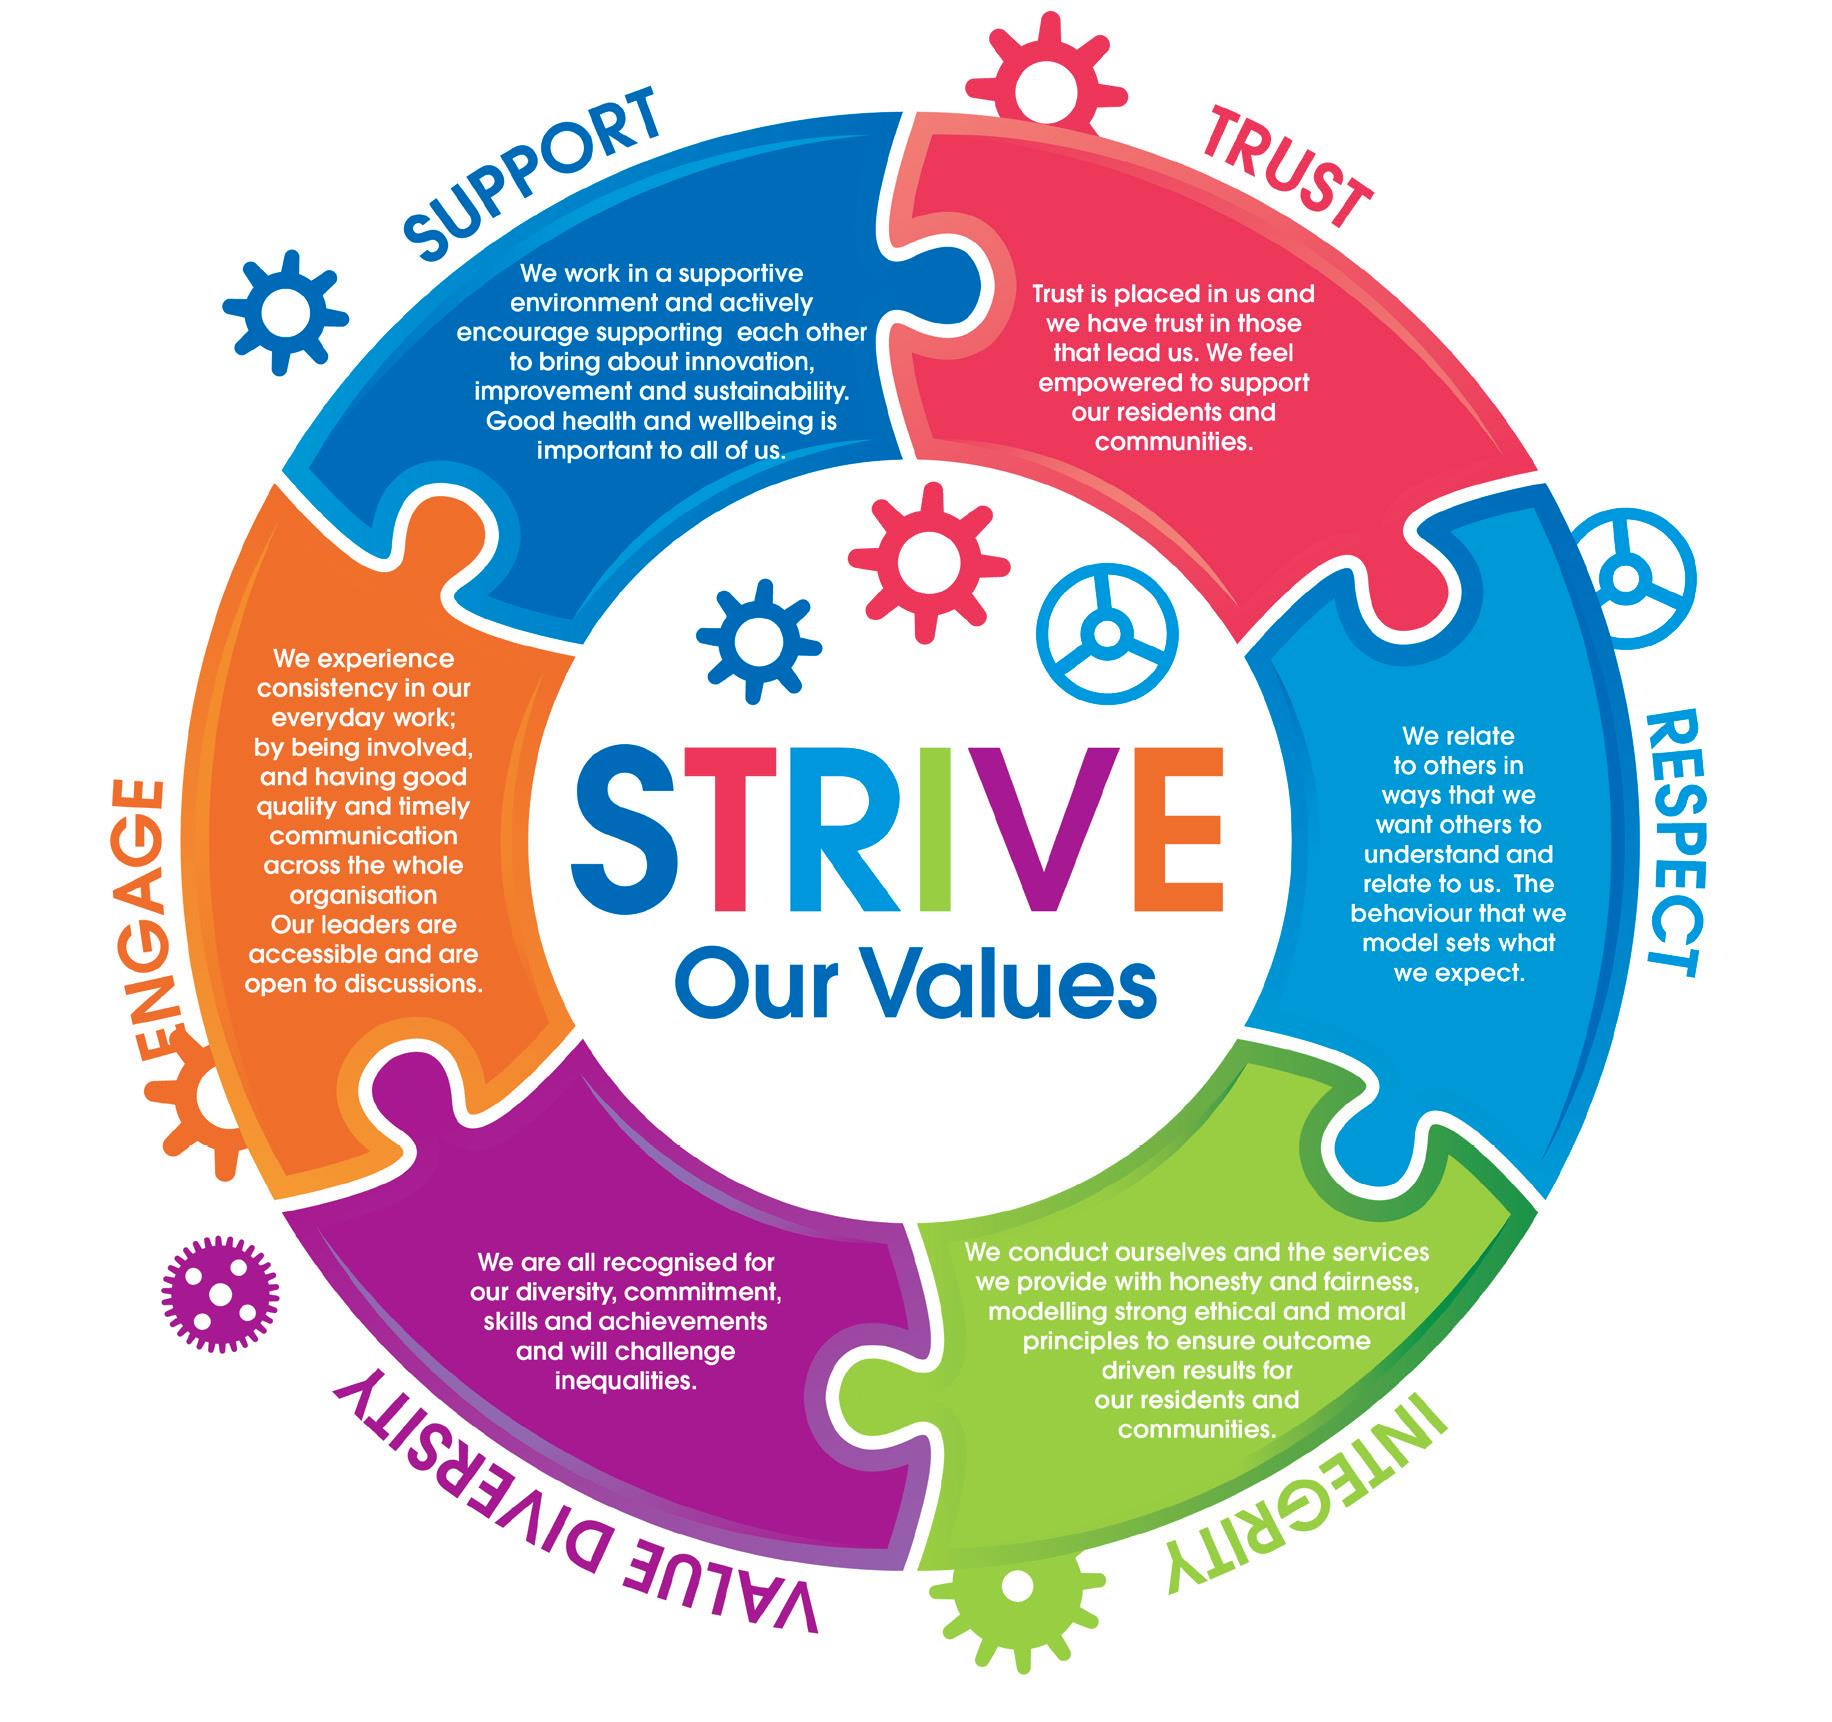 SUPPORT
We work in a supportive
environment and actively
encourage supporting  each other
to bring about innovation,
improvement and sustainability.
Good health and wellbeing is
important to all of us.
TRUST
Trust is placed in us and
we have trust in those
that lead us. We feel
empowered to support
our residents and
communities.
RESPECT
We relate
to others in
ways that we
want others to
understand and
relate to us.  The
behaviour that we
model sets what
we expect.
INTEGRITY
We conduct ourselves and the services
we provide with honesty and fairness,
modelling strong ethical and moral
principles to ensure outcome
driven results for
our residents and
communities.
VALUE DIVERSITY
We are all recognised for
our diversity, commitment,
skills and achievements
and will challenge
inequalities.
ENGAGE
We experience
consistency in our
everyday work;
by being involved,
and having good
quality and timely
communication
across the whole
organisation
Our leaders are
accessible and are
open to discussions.
STRIVE
Our Values